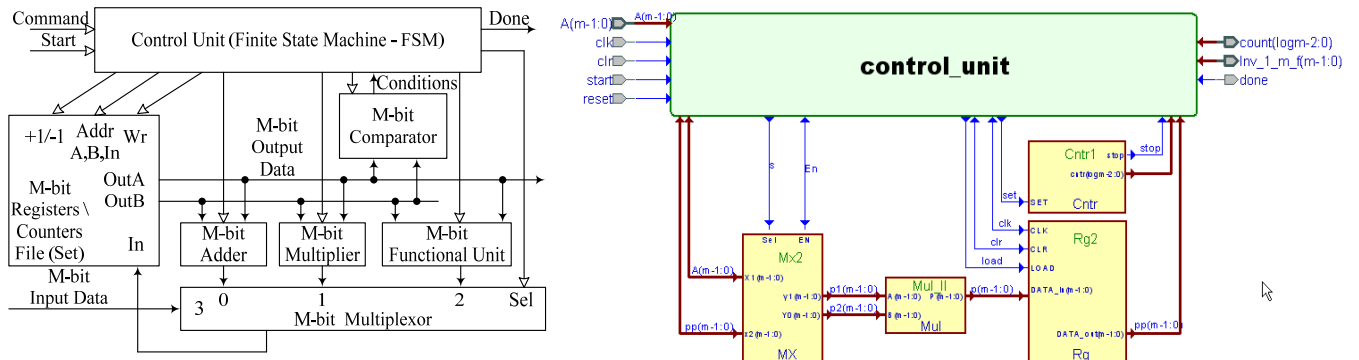 Command
Start
Control Unit (Finite State Machine - FSM)
Done
Conditions
+1/-1 Addr Wr
A,B,In
M-bit
Comparator
M-bit
Output
Data
OutA
OutB
M-bit
Registers \
Counters
File (Set)
In
M-bit
Adder
M-bit
Multiplier
M-bit
Functional Unit
M-bit
Input Data
3 0 1 2 Sel
M-bit Multiplexor
A(m-1:0)
A(m-1:0)
clk
clr
start
reset
control_unit
count(logm-2:0)
Inv_1_m_f(m-1:0)
done
s
En
set
clk
clr
load
stop
Cntr1
stop
cntr(logm-2:0)
SET
Cntr
Sel EN
Mx2
A(m-1:0)
X1(m-1:0)
Y1(m-1:0)
Y0(m-1:0)
pp(m-1:0)
x2(m-1:0)
MX
p1(m-1:0)
p2(m-1:0)
Mul_II
A(m-1:0) P(m-1:0)
B(m-1:0)
Mul
p(m-1:0)
CLK
Rg2
CLR
LOAD
DATA_in(m-1:0)
DATA_out(m-1:0)
Rg
pp(m-1:0)